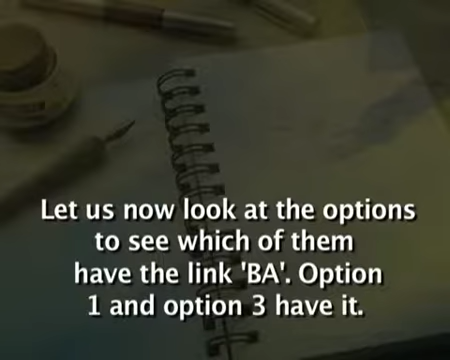 Let us now look at the options
to see which of them
have the link 'BA'. Option
1 and option 3 have it.